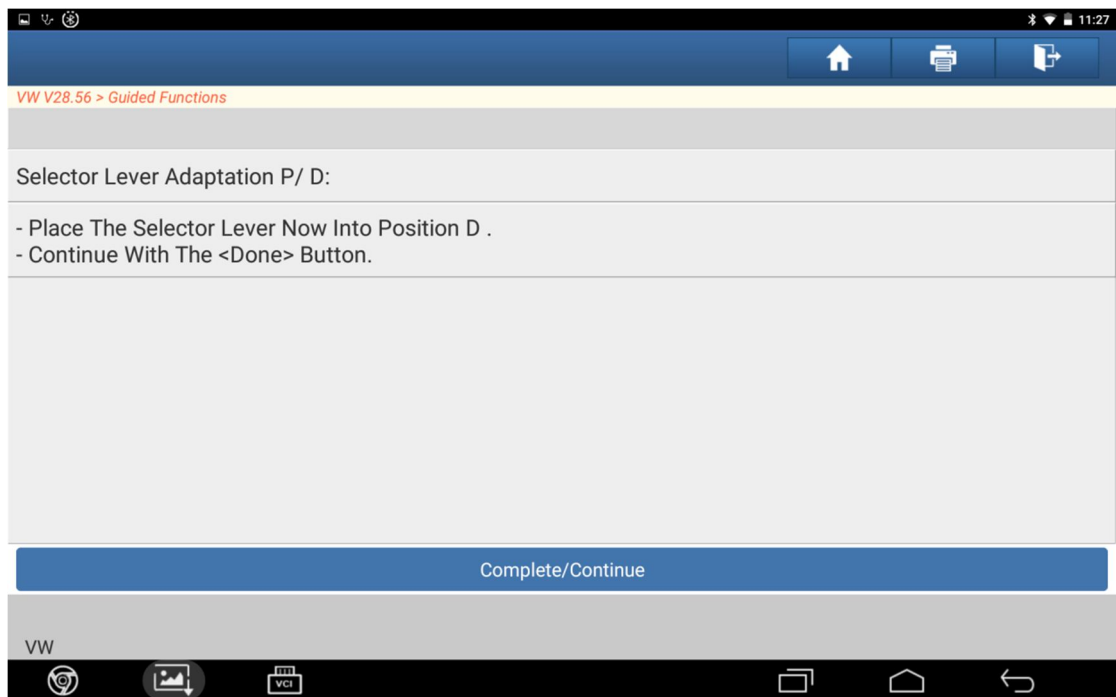 11:27
VW V28.56 > Guided Functions
Selector Lever Adaptation P/ D:
- Place The Selector Lever Now Into Position D .
- Continue With The <Done> Button.
Complete/Continue
VW
VCI